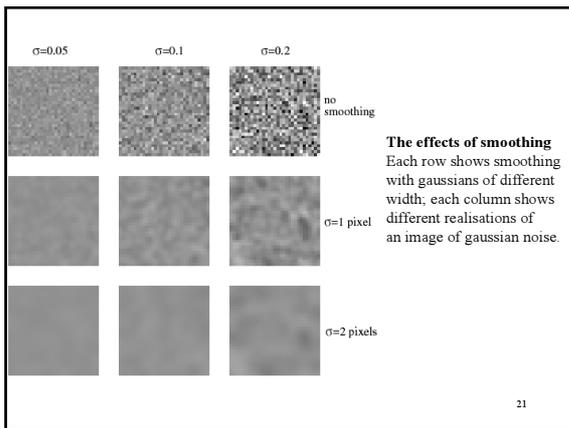 σ=0.05 σ=0.1 σ=0.2
no
smoothing
The effects of smoothing
Each row shows smoothing
with gaussians of different
width; each column shows
different realisations of
an image of gaussian noise.
σ=1 pixel
σ=2 pixels
21